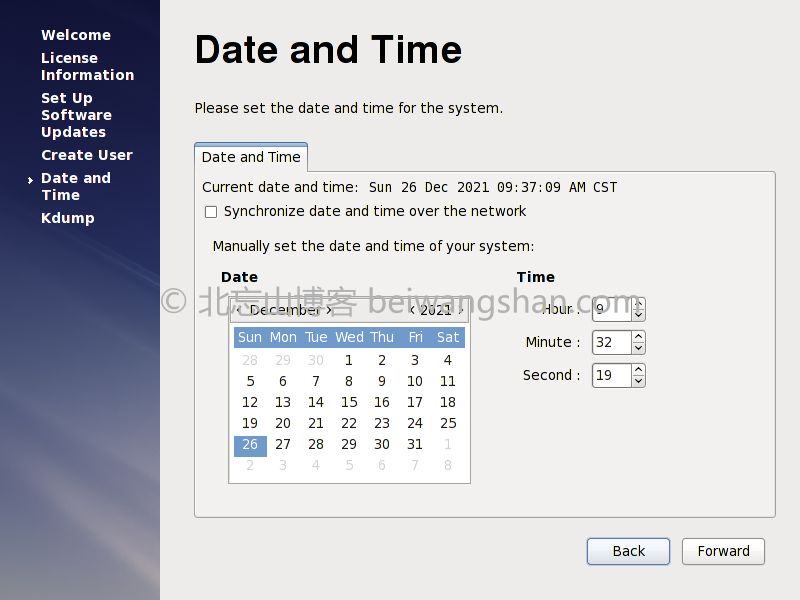 Welcome
License
Information
Set Up
Software
Updates
Create User
Date and
Time
Kdump
Date and Time
Please set the date and time for the system.
Date and Time
Current date and time: Sun 26 Dec 2021 09:37:09 AM CST
Synchronize date and time over the network
Manually set the date and time of your system:
Date
Time
© 北忘山博客 beiwangshan.com
December 2021
Hour : 9
Minute : 32
Second : 19
Sun Mon Tue Wed Thu Fri Sat
28 29 30 1 2 3 4
5 6 7 8 9 10 11
12 13 14 15 16 17 18
19 20 21 22 23 24 25
26 27 28 29 30 31 1
2 3 4 5 6 7 8
Back
Forward